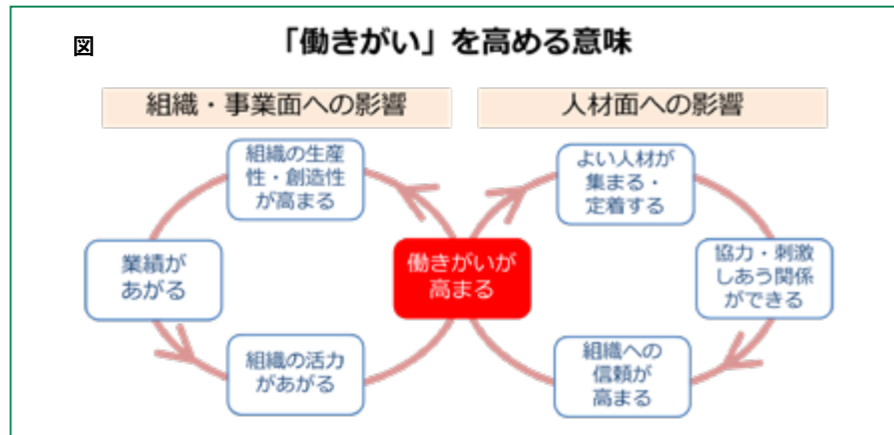 図
「働きがい」を高める意味
組織・事業面への影響
人材面への影響
組織の生産
性・創造性
が高まる
業績が
あがる
組織の活力
があがる
働きがいが
高まる
よい人材が
集まる・
定着する
協力・刺激
しあう関係
ができる
組織への
信頼が
高まる